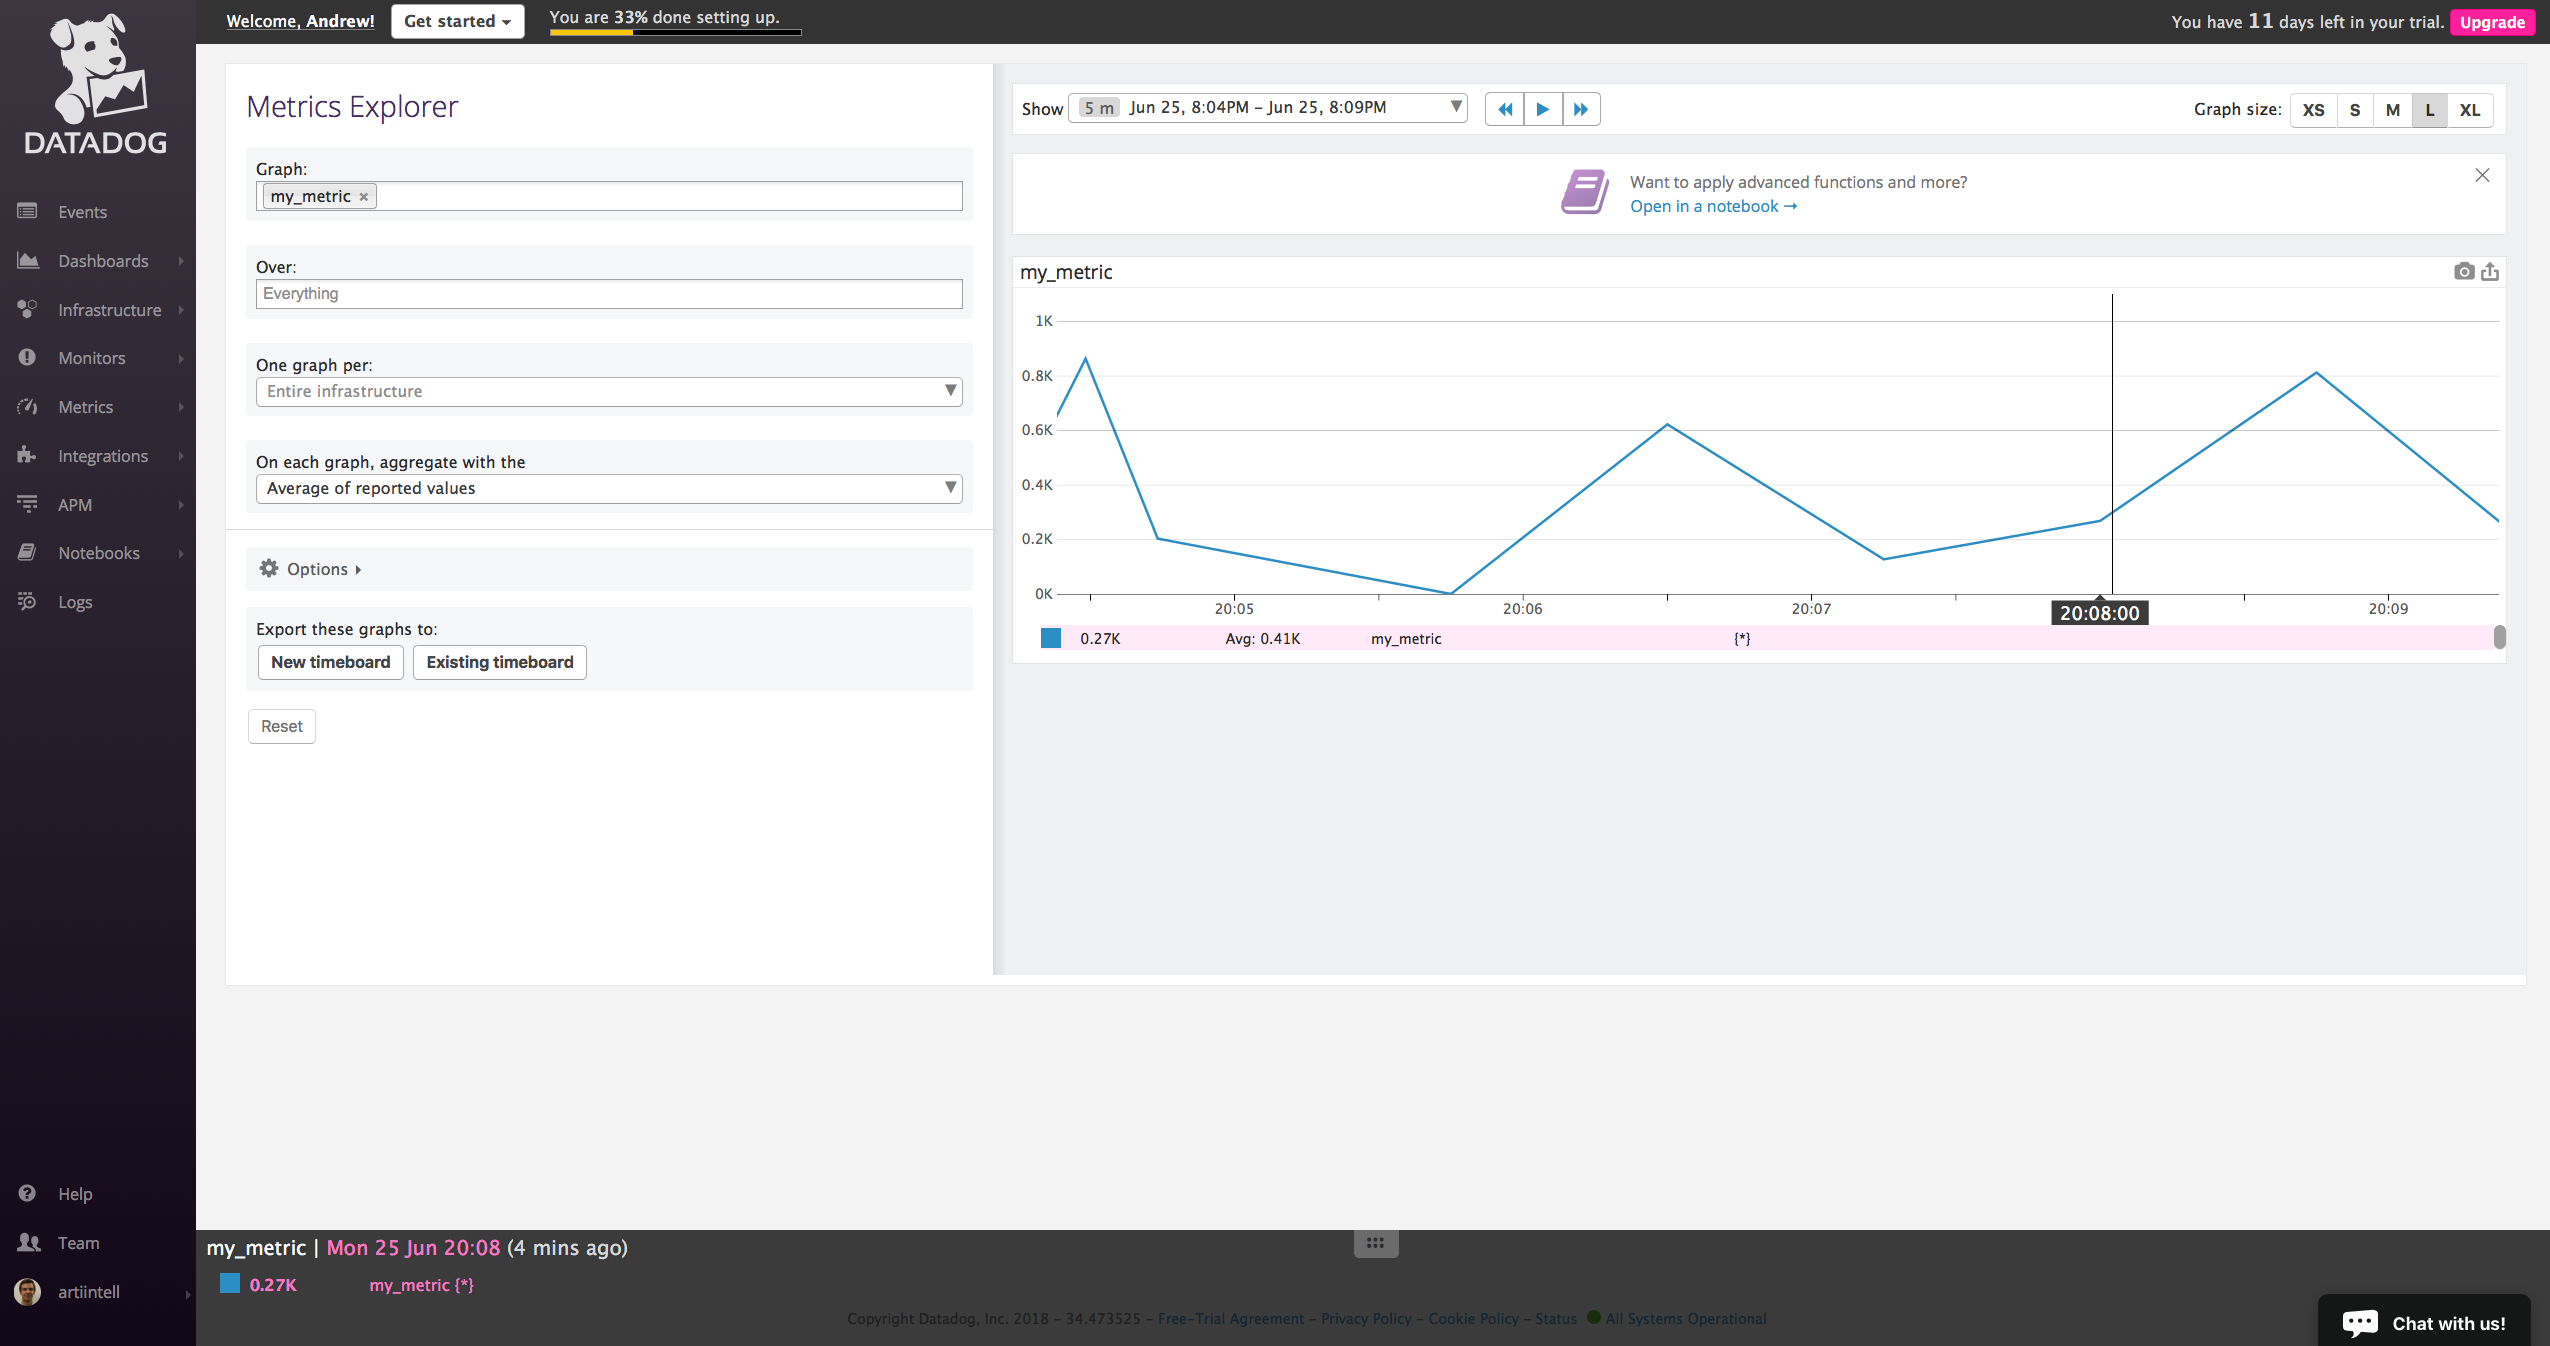 Welcome, Andrew!
Get started
You are 33% done setting up.
You have 11 days left in your trial. Upgrade
DATADOG
Events
Dashboards
Infrastructure
Monitors
Metrics
Integrations
APM
Notebooks
Logs
Help
Team
artiintell
Metrics Explorer
Graph:
my_metric ×
Over:
Everything
One graph per:
Entire infrastructure
On each graph, aggregate with the
Average of reported values
Options
Export these graphs to:
New timeboard Existing timeboard
Reset
Show 5 m Jun 25, 8:04PM – Jun 25, 8:09PM
Graph size: XS S M L XL
Want to apply advanced functions and more?
Open in a notebook →
my_metric
1K
0.8K
0.6K
0.4K
0.2K
0K
20:05 20:06 20:07 20:08:00 20:09
0.27K Avg: 0.41K my_metric {*}
my_metric | Mon 25 Jun 20:08 (4 mins ago)
0.27K my_metric {*}
Copyright Datadog, Inc. 2018 – 34.473525 – Free-Trial Agreement – Privacy Policy – Cookie Policy – Status All Systems Operational
Chat with us!